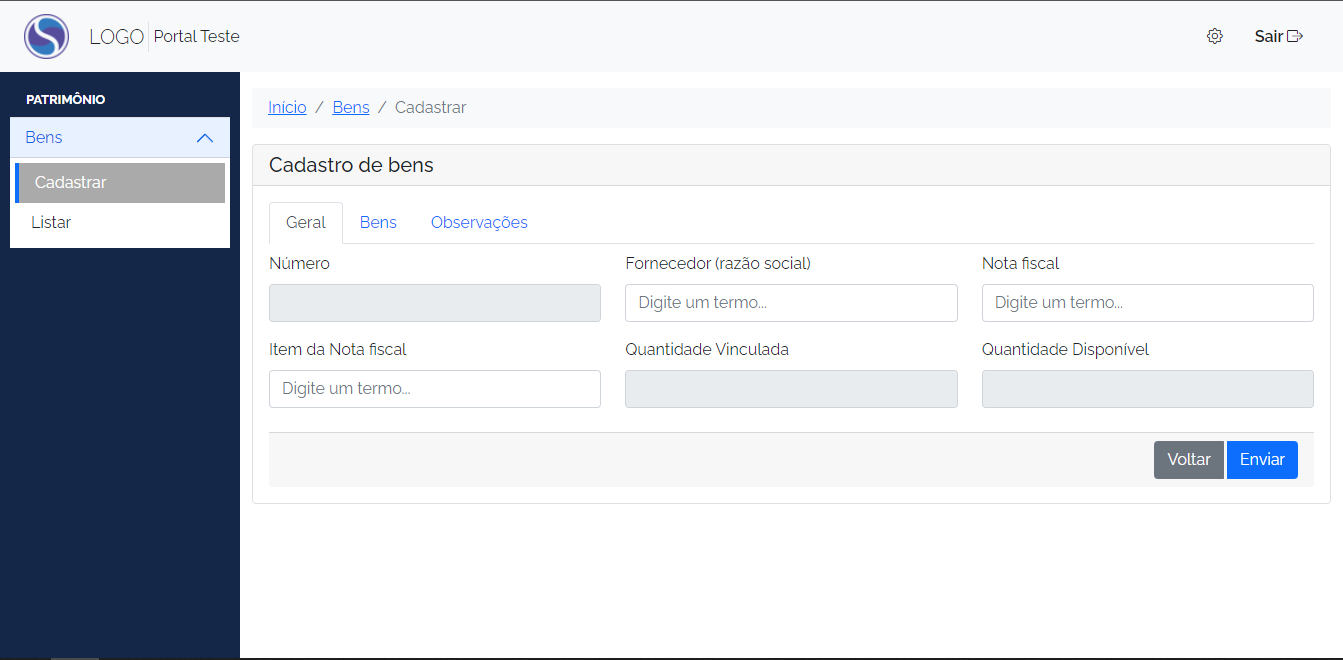 LOGO Portal Teste
Sair
PATRIMÔNIO
Bens
Cadastrar
Listar
Início / Bens / Cadastrar
Cadastro de bens
Geral Bens Observações
Número Fornecedor (razão social) Nota fiscal
Digite um termo... Digite um termo...
Item da Nota fiscal Quantidade Vinculada Quantidade Disponível
Digite um termo...
Voltar Enviar